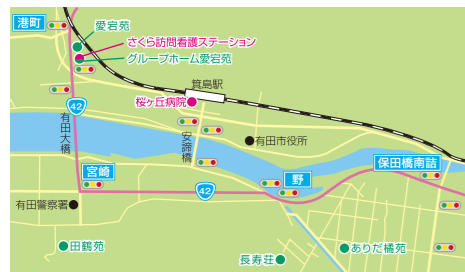 港町
愛宕苑
さくら訪問看護ステーション
グループホーム愛宕苑
箕島駅
桜ヶ丘病院
42
有田大橋
安諦橋
有田市役所
保田橋南詰
宮崎
42
野
有田警察署
田鶴苑
長寿荘
ありだ橘苑